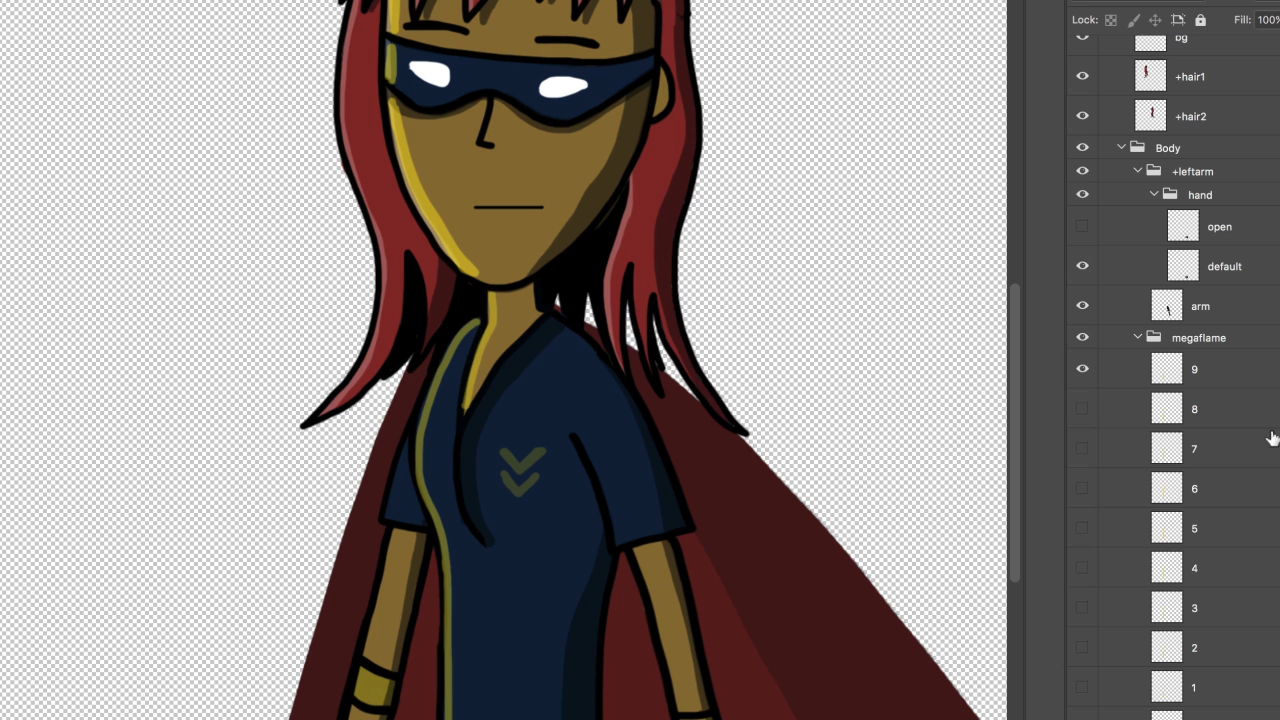 Lock: Fill: 100%
bg
+hair1
+hair2
Body
+leftarm
hand
open
default
arm
megaflame
9
8
7
6
5
4
3
2
1